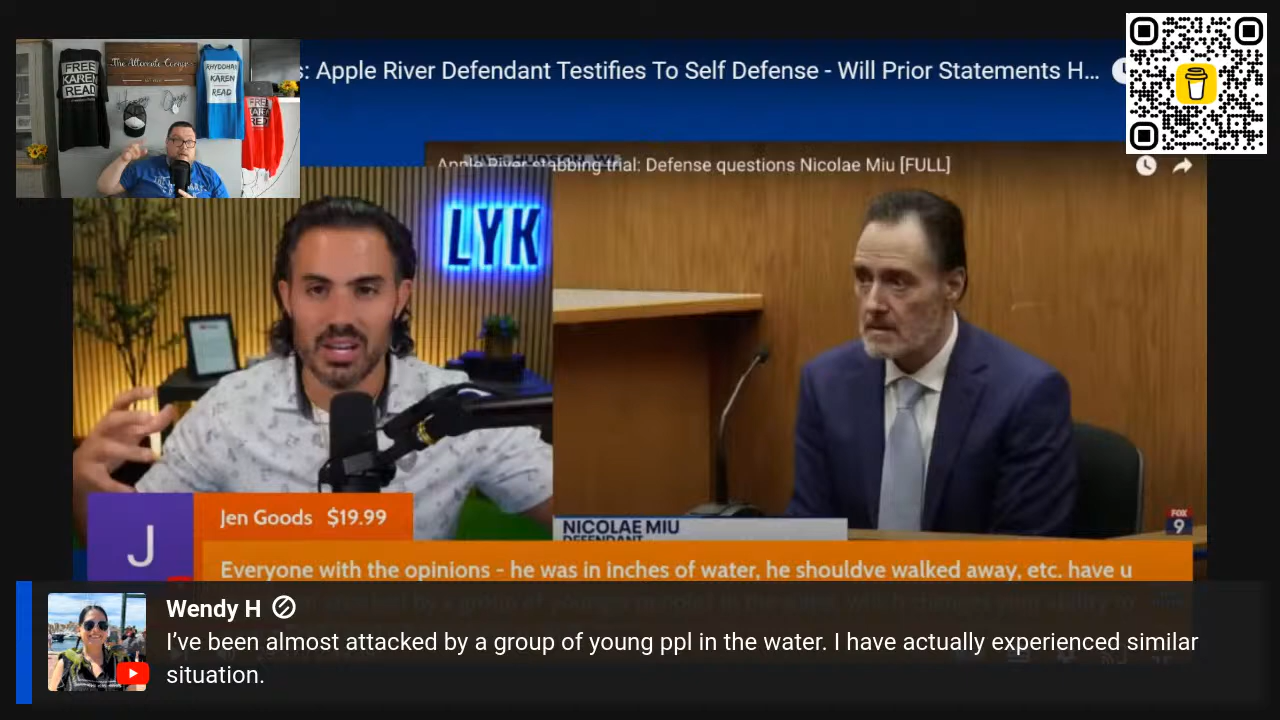 s: Apple River Defendant Testifies To Self Defense - Will Prior Statements H...
The Alternate Corner
FREE
KAREN
READ
KAREN
READ
FREE
Apple River stabbing trial: Defense questions Nicolae Miu [FULL]
LYK
NICOLAE MIU
DEFENDANT
FOX
9
J
Jen Goods $19.99
Everyone with the opinions - he was in inches of water, he shouldve walked away, etc. have u
Wendy H
I’ve been almost attacked by a group of young ppl in the water. I have actually experienced similar
situation.